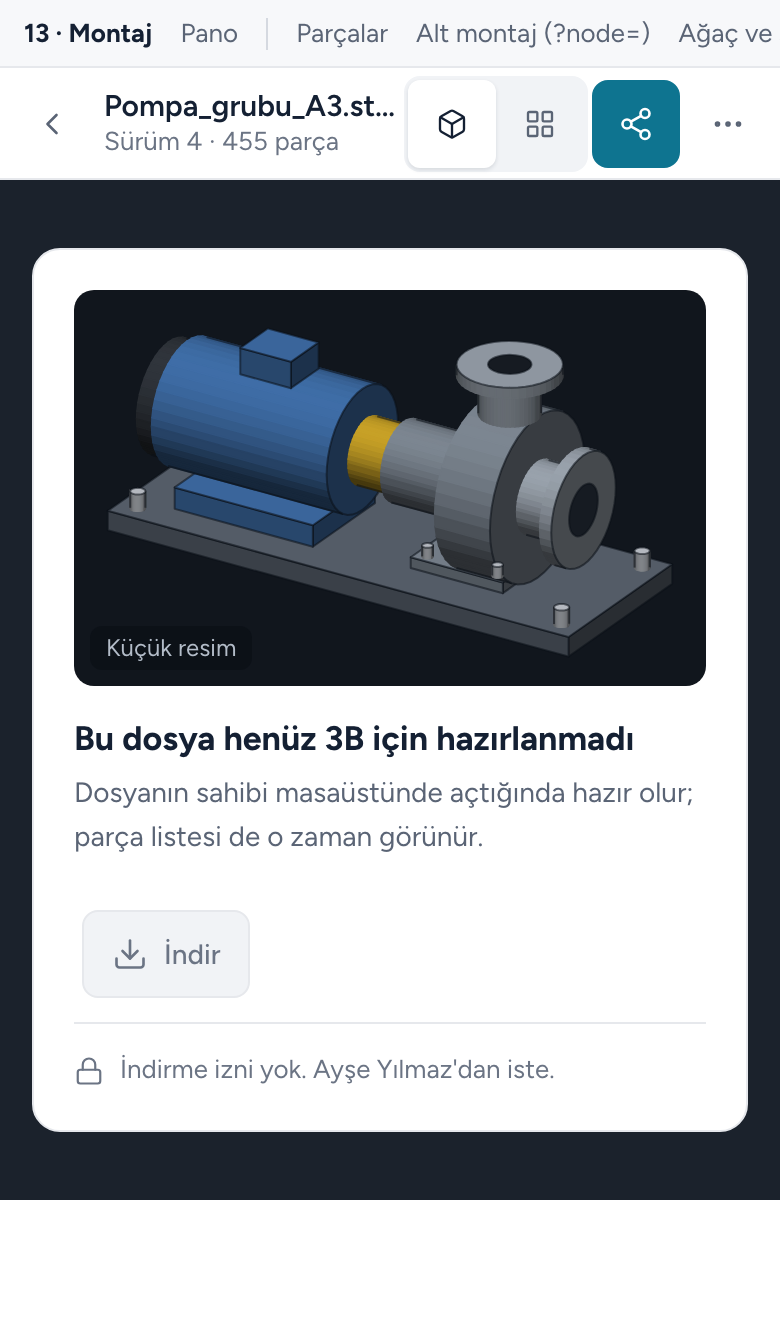 13 · Montaj Pano Parçalar Alt montaj (?node=) Ağaç ve
Pompa_grubu_A3.st...
Sürüm 4 · 455 parça
Küçük resim
Bu dosya henüz 3B için hazırlanmadı
Dosyanın sahibi masaüstünde açtığında hazır olur;
parça listesi de o zaman görünür.
İndir
İndirme izni yok. Ayşe Yılmaz'dan iste.